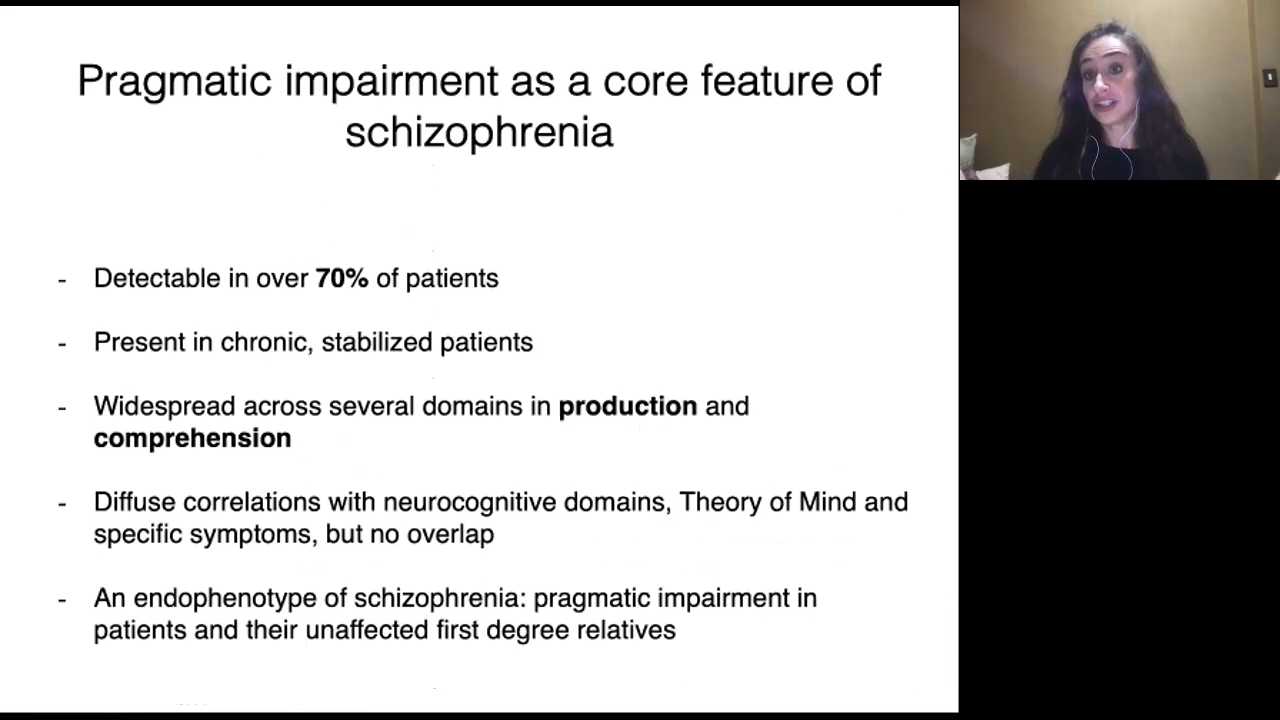 Pragmatic impairment as a core feature of
schizophrenia
- Detectable in over 70% of patients
- Present in chronic, stabilized patients
- Widespread across several domains in production and
comprehension
- Diffuse correlations with neurocognitive domains, Theory of Mind and
specific symptoms, but no overlap
- An endophenotype of schizophrenia: pragmatic impairment in
patients and their unaffected first degree relatives